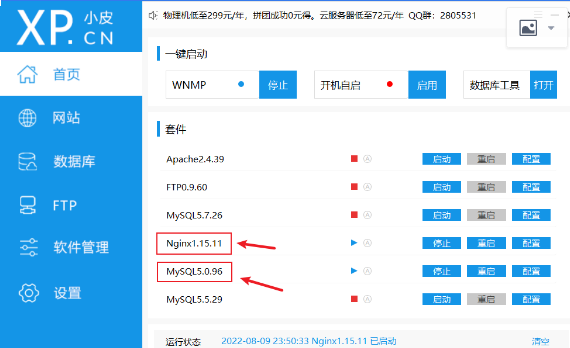 XP. 小皮
.CN
物理机低至299元/年，拼团成功0元得。云服务器低至72元/年 QQ群：2805531
首页
网站
数据库
FTP
软件管理
设置
一键启动
WNMP 停止 开机自启 启用 数据库工具 打开
套件
Apache2.4.39 启动 重启 配置
FTP0.9.60 启动 重启 配置
MySQL5.7.26 启动 重启 配置
Nginx1.15.11 停止 重启 配置
MySQL5.0.96 停止 重启 配置
MySQL5.5.29 启动 重启 配置
运行状态 2022-08-09 23:50:33 Nginx1.15.11 已启动 清空